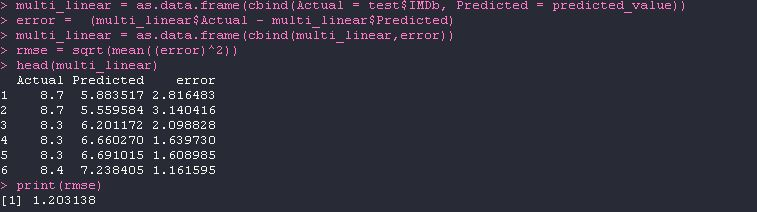 > multi_linear = as.data.frame(cbind(Actual = test$IMDb, Predicted = predicted_value))
> error =  (multi_linear$Actual - multi_linear$Predicted)
> multi_linear = as.data.frame(cbind(multi_linear,error))
> rmse = sqrt(mean((error)^2))
> head(multi_linear)
  Actual Predicted    error
1    8.7  5.883517 2.816483
2    8.7  5.559584 3.140416
3    8.3  6.201172 2.098828
4    8.3  6.660270 1.639730
5    8.3  6.691015 1.608985
6    8.4  7.238405 1.161595
> print(rmse)
[1] 1.203138